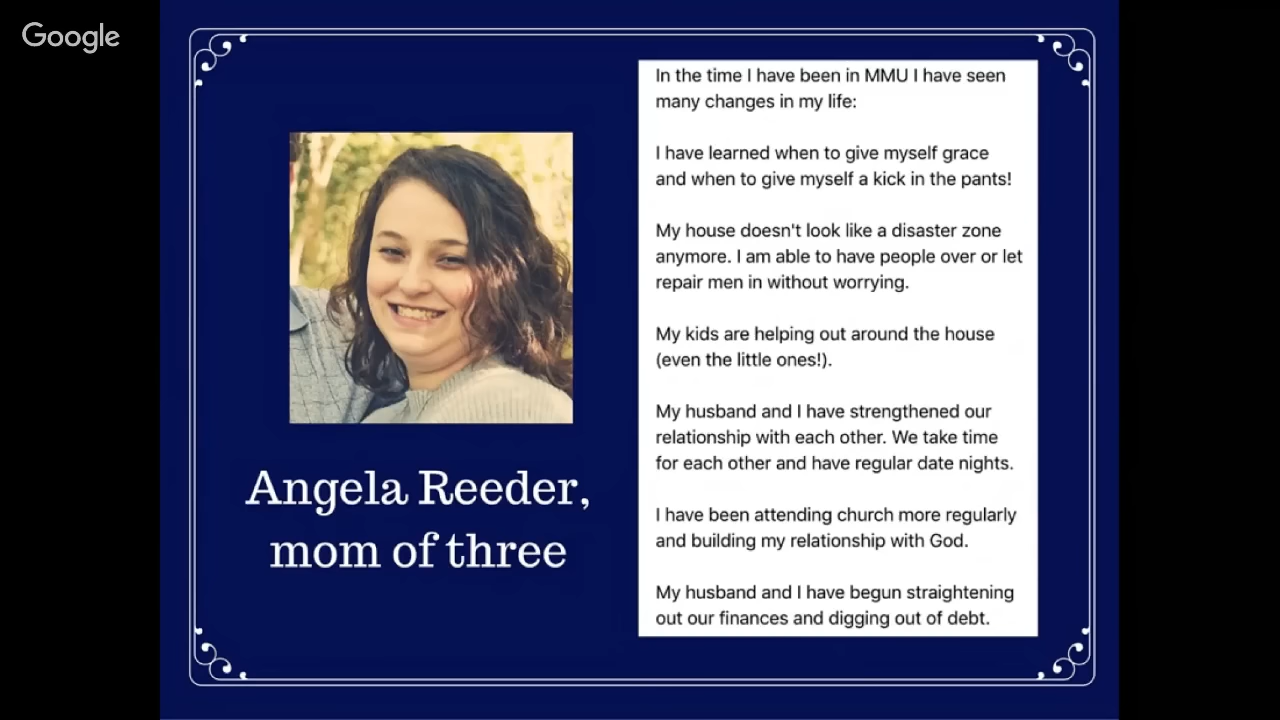 Google
Angela Reeder,
mom of three
In the time I have been in MMU I have seen
many changes in my life:
I have learned when to give myself grace
and when to give myself a kick in the pants!
My house doesn't look like a disaster zone
anymore. I am able to have people over or let
repair men in without worrying.
My kids are helping out around the house
(even the little ones!).
My husband and I have strengthened our
relationship with each other. We take time
for each other and have regular date nights.
I have been attending church more regularly
and building my relationship with God.
My husband and I have begun straightening
out our finances and digging out of debt.